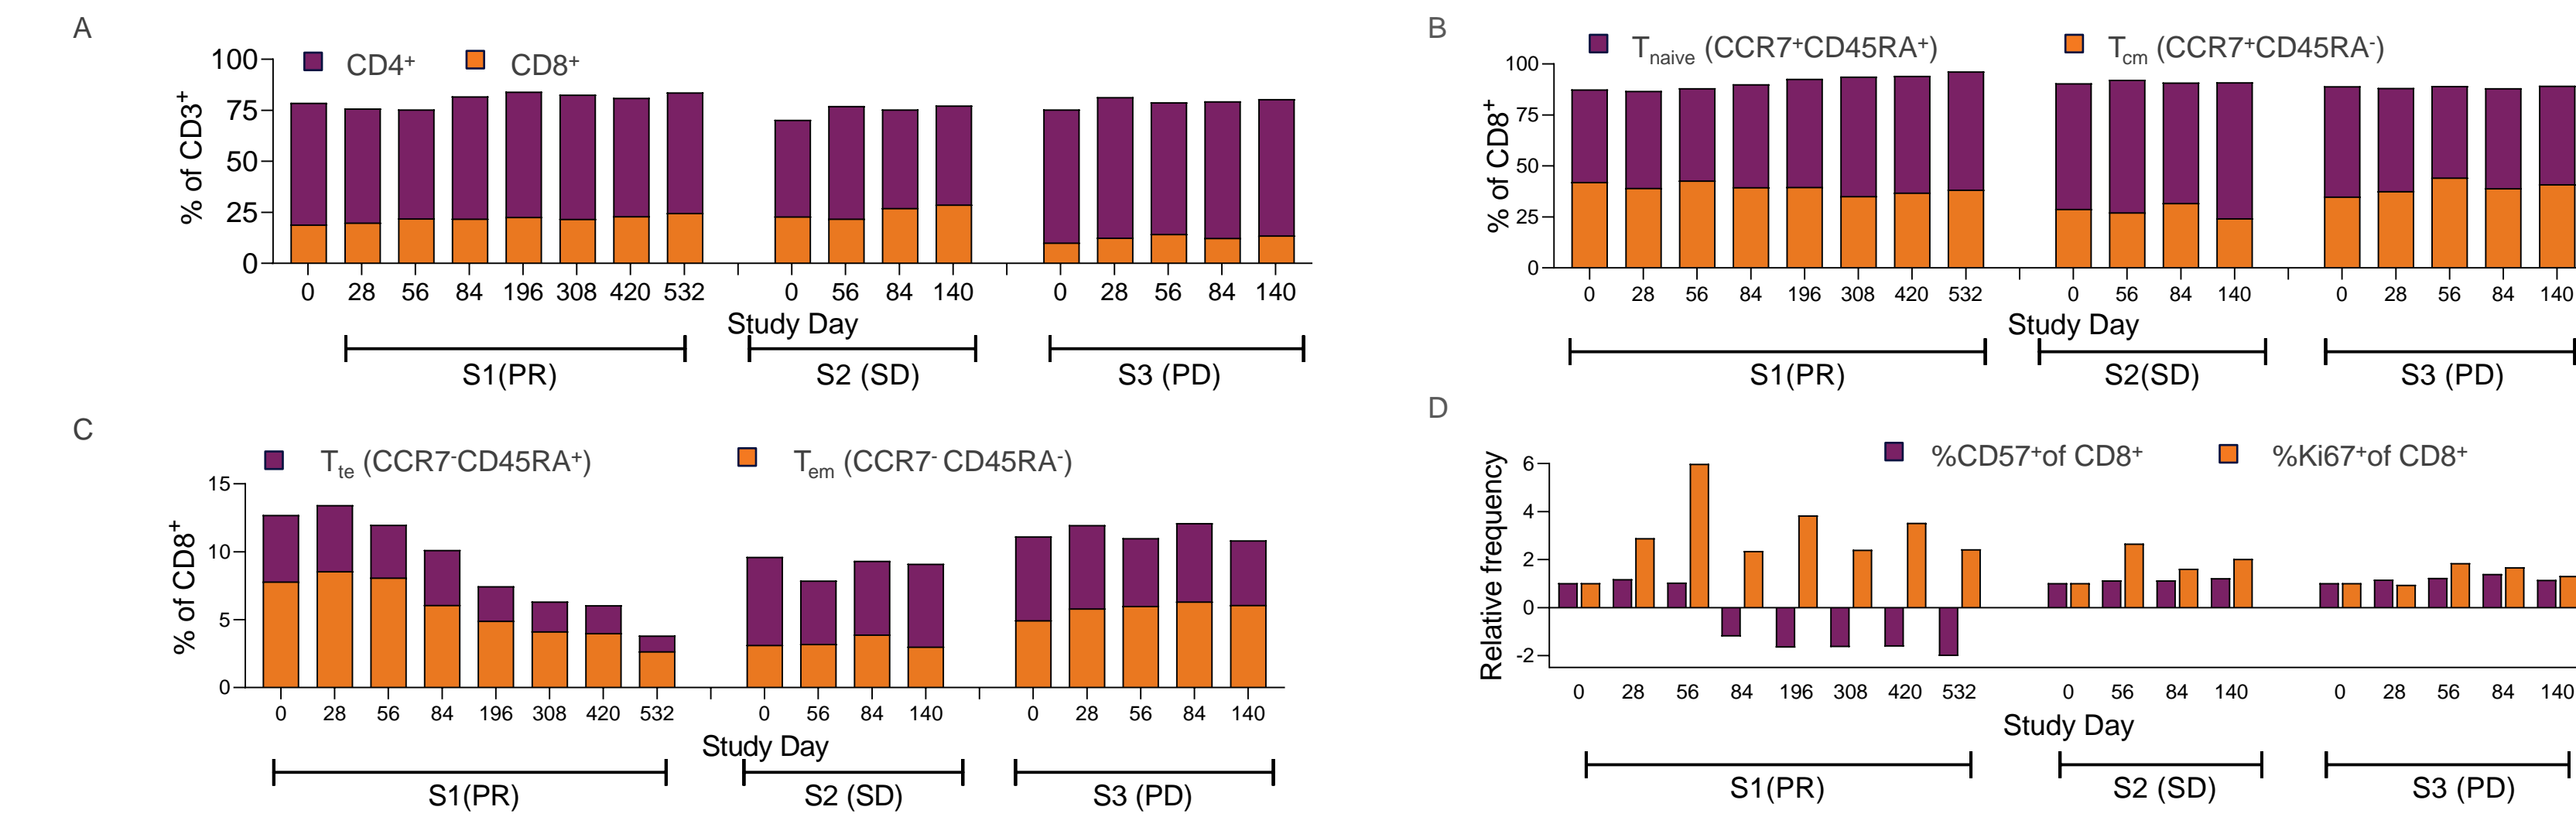 A
CD4⁺ CD8⁺
% of CD3⁺
100
75
50
25
0
0 28 56 84 196 308 420 532 0 56 84 140 0 28 56 84 140
Study Day
S1(PR) S2 (SD) S3 (PD)
B
T_naive (CCR7⁺CD45RA⁺) T_cm (CCR7⁺CD45RA⁻)
% of CD8⁺
100
75
50
25
0
0 28 56 84 196 308 420 532 0 56 84 140 0 28 56 84 140
Study Day
S1(PR) S2(SD) S3 (PD)
C
T_te (CCR7⁻CD45RA⁺) T_em (CCR7⁻ CD45RA⁻)
% of CD8⁺
15
10
5
0
0 28 56 84 196 308 420 532 0 56 84 140 0 28 56 84 140
Study Day
S1(PR) S2 (SD) S3 (PD)
D
%CD57⁺of CD8⁺ %Ki67⁺of CD8⁺
Relative frequency
6
4
2
0
-2
0 28 56 84 196 308 420 532 0 56 84 140 0 28 56 84 140
Study Day
S1(PR) S2 (SD) S3 (PD)